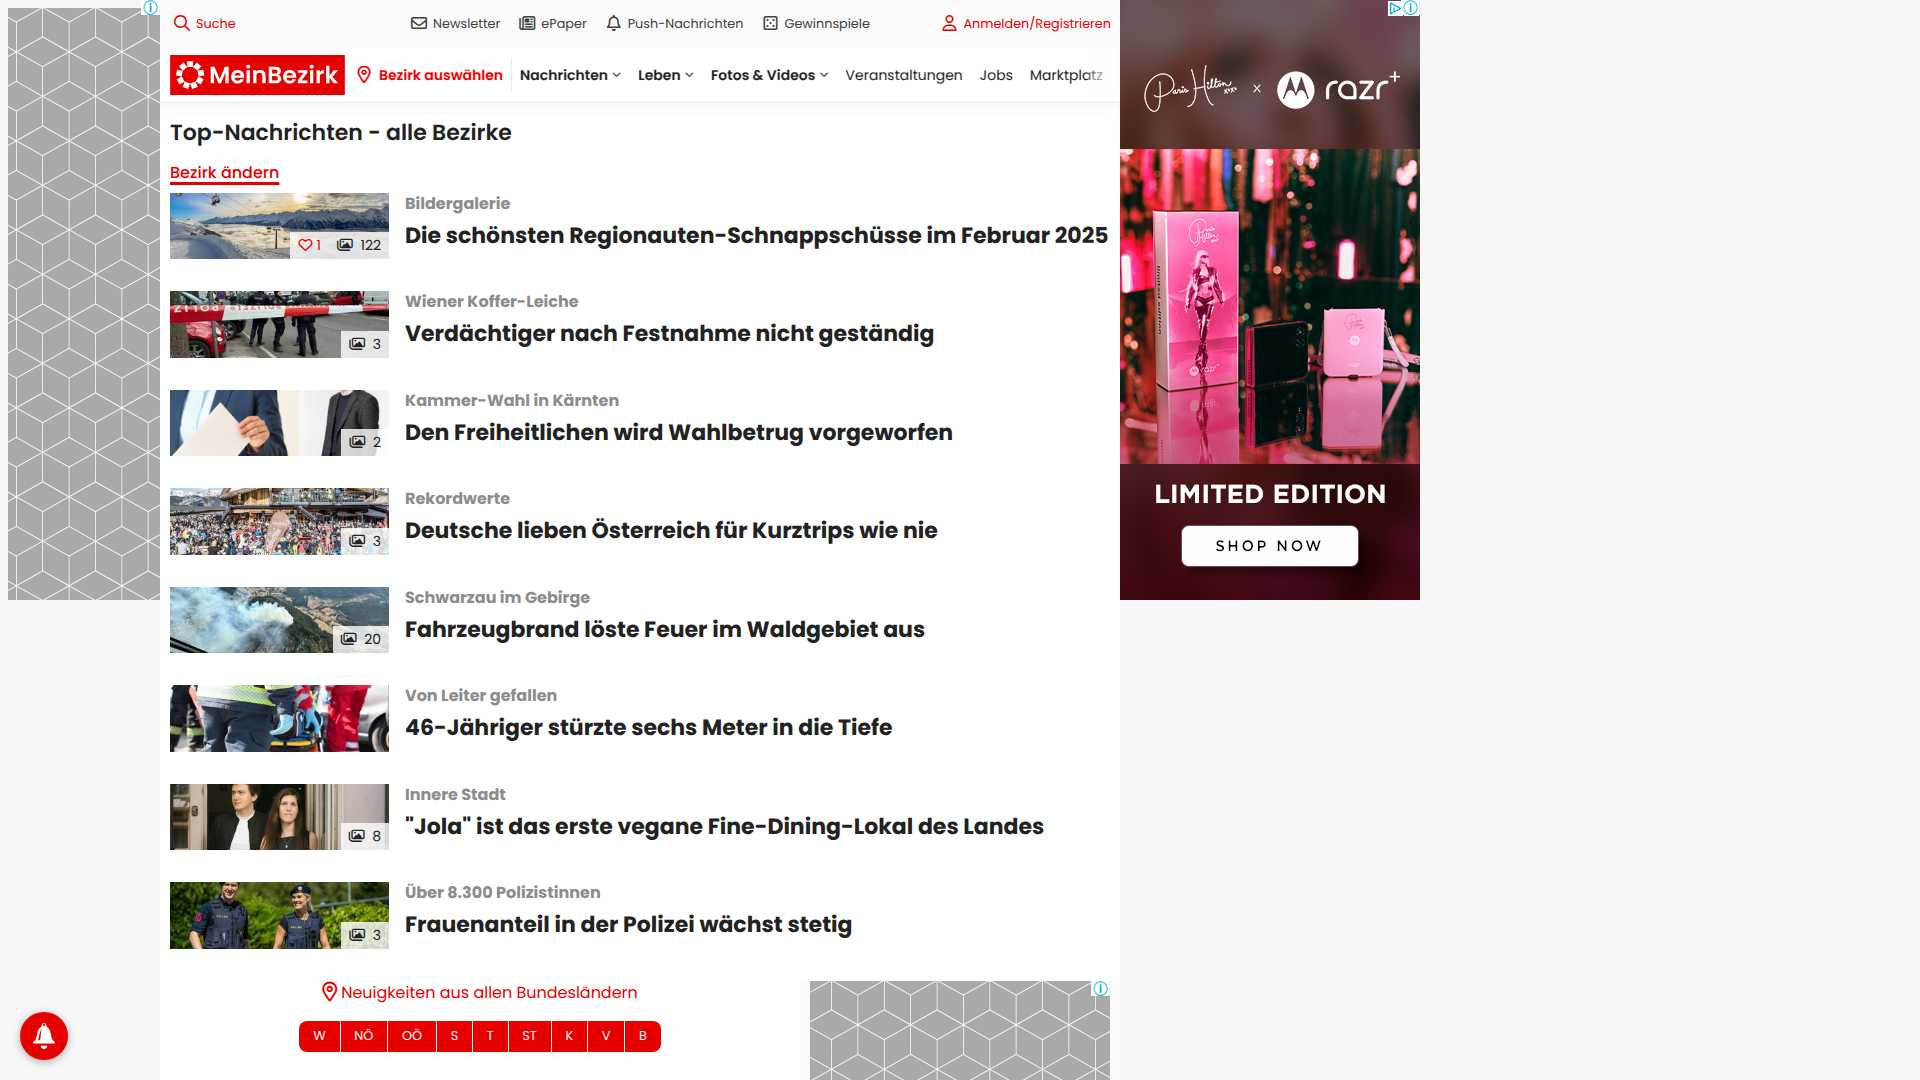 Suche
Newsletter
ePaper
Push-Nachrichten
Gewinnspiele
Anmelden/Registrieren
MeinBezirk
Bezirk auswählen
Nachrichten
Leben
Fotos & Videos
Veranstaltungen
Jobs
Marktplatz
Top-Nachrichten - alle Bezirke
Bezirk ändern
1
122
Bildergalerie
Die schönsten Regionauten-Schnappschüsse im Februar 2025
3
Wiener Koffer-Leiche
Verdächtiger nach Festnahme nicht geständig
2
Kammer-Wahl in Kärnten
Den Freiheitlichen wird Wahlbetrug vorgeworfen
3
Rekordwerte
Deutsche lieben Österreich für Kurztrips wie nie
20
Schwarzau im Gebirge
Fahrzeugbrand löste Feuer im Waldgebiet aus
Von Leiter gefallen
46-Jähriger stürzte sechs Meter in die Tiefe
8
Innere Stadt
"Jola" ist das erste vegane Fine-Dining-Lokal des Landes
3
Über 8.300 Polizistinnen
Frauenanteil in der Polizei wächst stetig
Neuigkeiten aus allen Bundesländern
W
NÖ
OÖ
S
T
ST
K
V
B
Paris Hilton x razr+
LIMITED EDITION
SHOP NOW